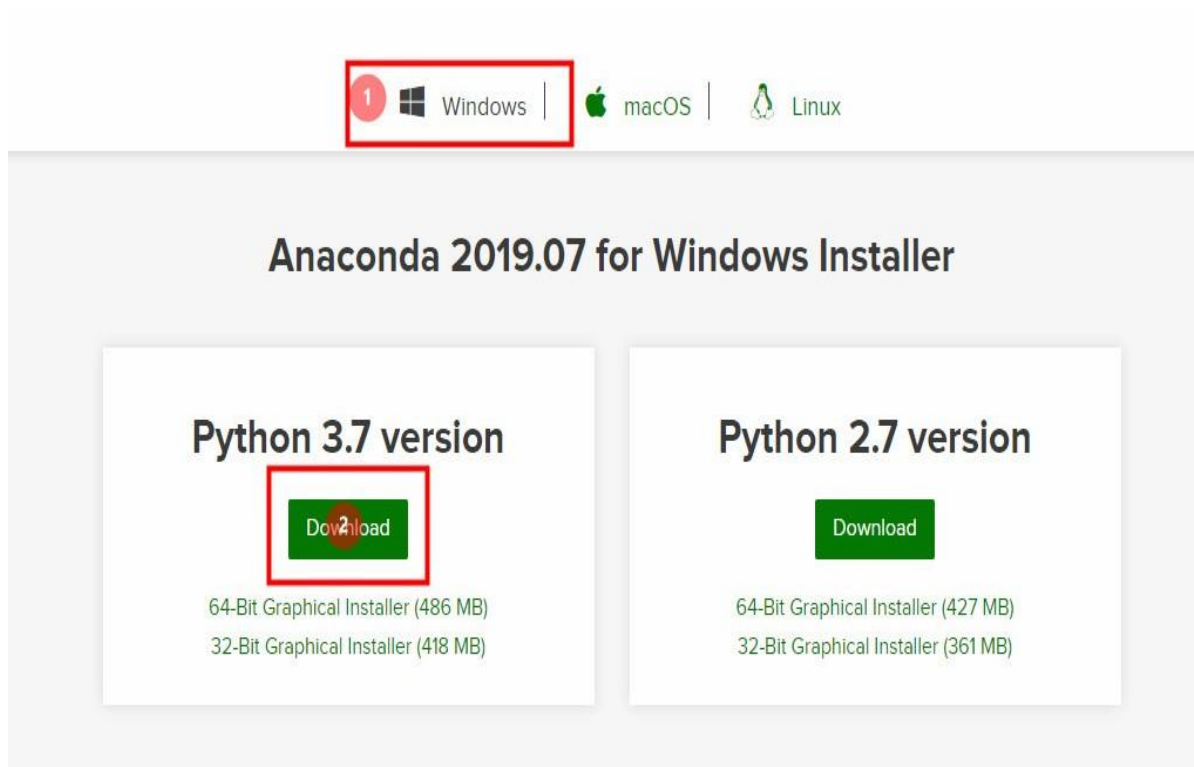 1 Windows macOS Linux
Anaconda 2019.07 for Windows Installer
Python 3.7 version
Download 2
64-Bit Graphical Installer (486 MB)
32-Bit Graphical Installer (418 MB)
Python 2.7 version
Download
64-Bit Graphical Installer (427 MB)
32-Bit Graphical Installer (361 MB)